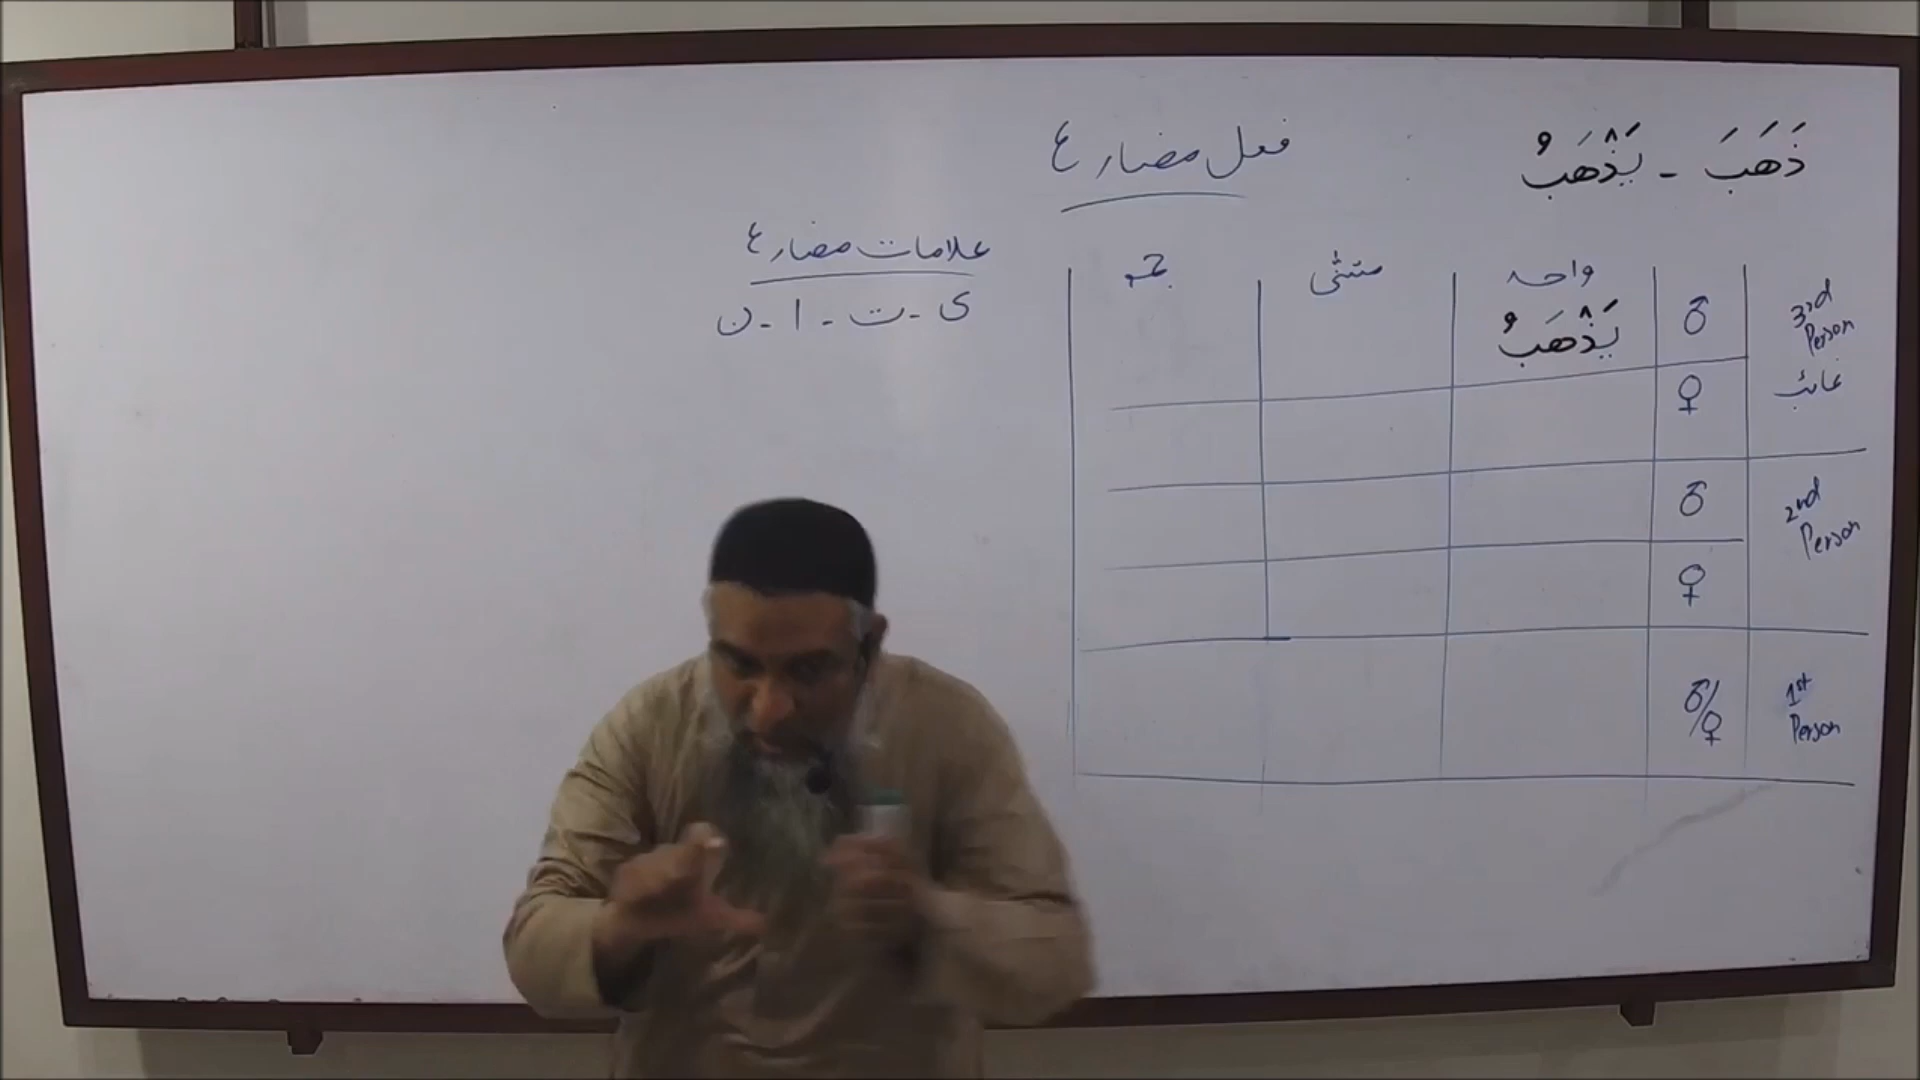 فعل مضارع
ذَهَبَ - يَذْهَبُ
علامات مضارع
ی - ت - ا - ن
واحد مثنّٰی جمع
يَذْهَبُ ♂ 3rd Person
♀ غائب
♂ 2nd Person
♀
♂/♀ 1st Person